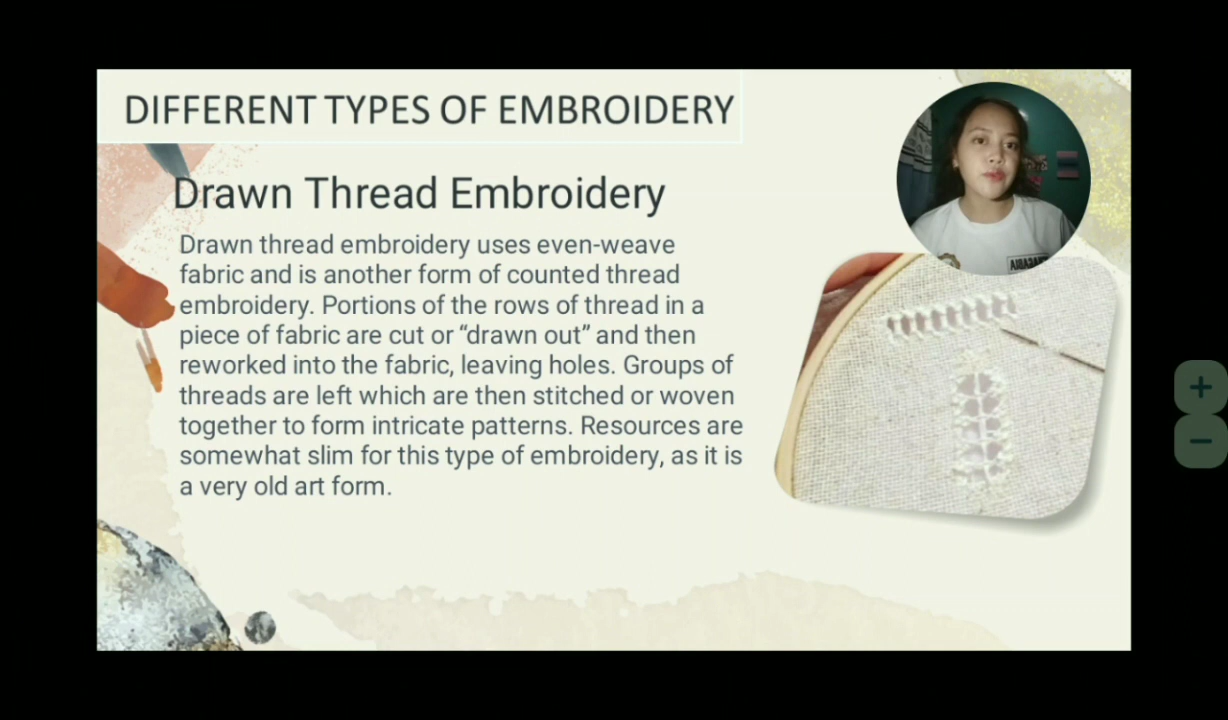 DIFFERENT TYPES OF EMBROIDERY
Drawn Thread Embroidery
Drawn thread embroidery uses even-weave
fabric and is another form of counted thread
embroidery. Portions of the rows of thread in a
piece of fabric are cut or “drawn out” and then
reworked into the fabric, leaving holes. Groups of
threads are left which are then stitched or woven
together to form intricate patterns. Resources are
somewhat slim for this type of embroidery, as it is
a very old art form.
+
−